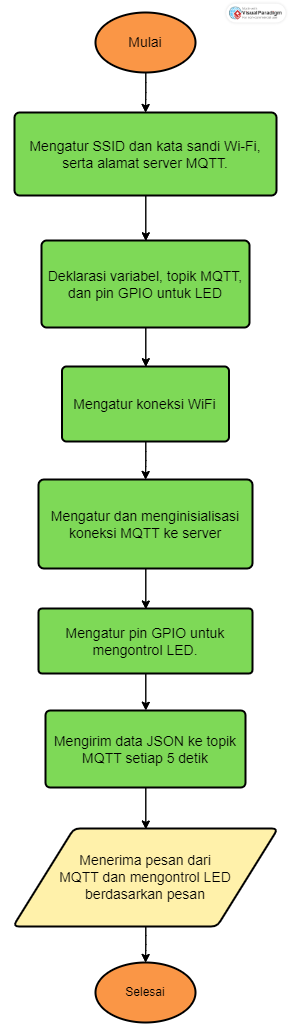 VisualParadigm
Mulai
Mengatur SSID dan kata sandi Wi-Fi,
serta alamat server MQTT.
Deklarasi variabel, topik MQTT,
dan pin GPIO untuk LED
Mengatur koneksi WiFi
Mengatur dan menginisialisasi
koneksi MQTT ke server
Mengatur pin GPIO untuk
mengontrol LED.
Mengirim data JSON ke topik
MQTT setiap 5 detik
Menerima pesan dari
MQTT dan mengontrol LED
berdasarkan pesan
Selesai